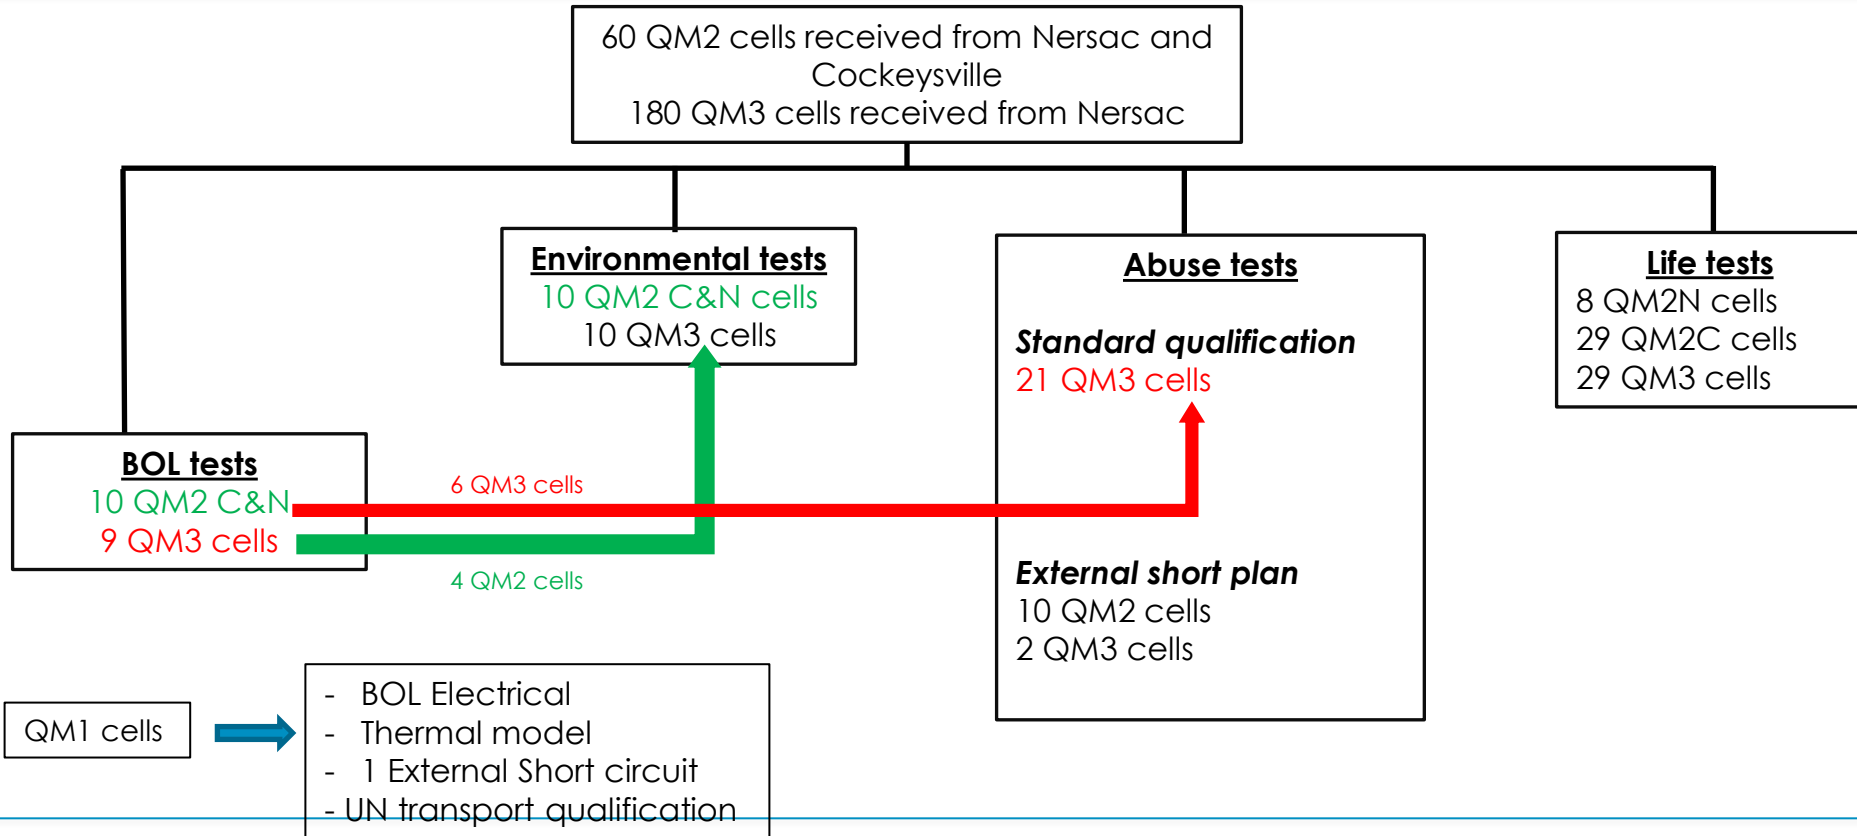 60 QM2 cells received from Nersac and
Cockeysville
180 QM3 cells received from Nersac
Environmental tests
10 QM2 C&N cells
10 QM3 cells
Abuse tests
Standard qualification
21 QM3 cells
External short plan
10 QM2 cells
2 QM3 cells
Life tests
8 QM2N cells
29 QM2C cells
29 QM3 cells
BOL tests
10 QM2 C&N
9 QM3 cells
6 QM3 cells
4 QM2 cells
QM1 cells
- BOL Electrical
- Thermal model
- 1 External Short circuit
- UN transport qualification